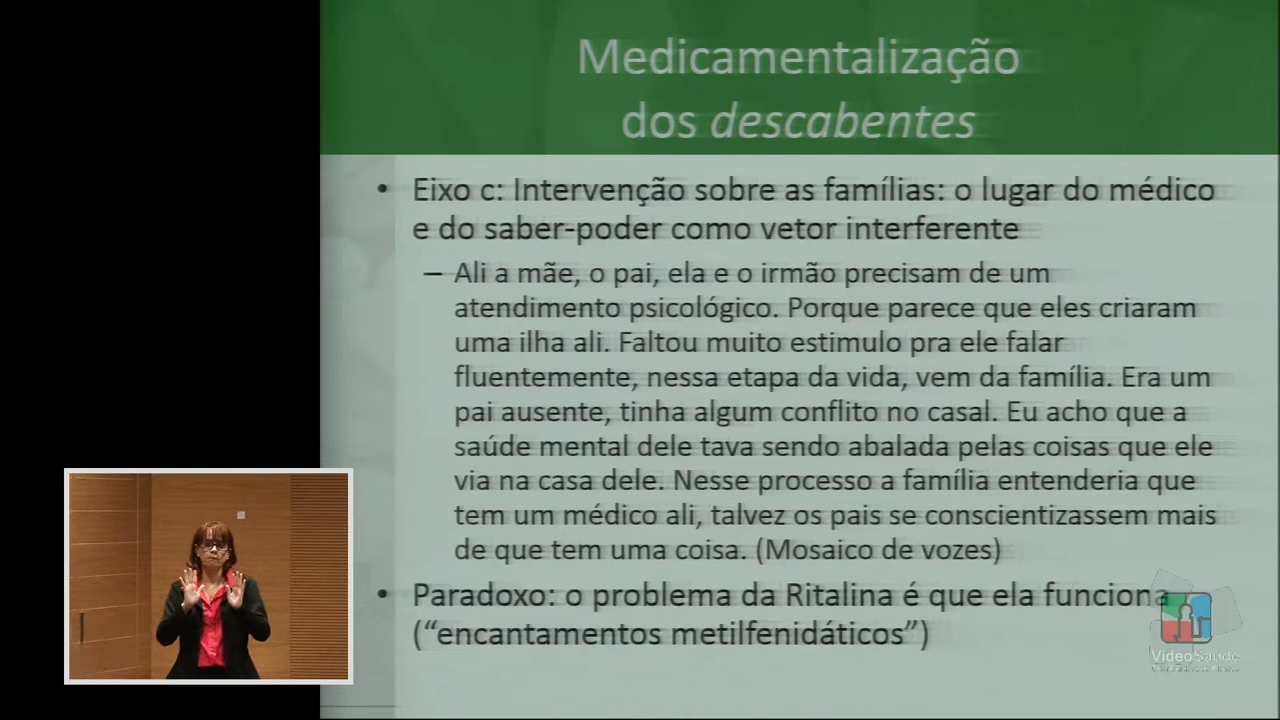 Medicamentalização
dos descabentes
• Eixo c: Intervenção sobre as famílias: o lugar do médico
e do saber-poder como vetor interferente
– Ali a mãe, o pai, ela e o irmão precisam de um
atendimento psicológico. Porque parece que eles criaram
uma ilha ali. Faltou muito estimulo pra ele falar
fluentemente, nessa etapa da vida, vem da família. Era um
pai ausente, tinha algum conflito no casal. Eu acho que a
saúde mental dele tava sendo abalada pelas coisas que ele
via na casa dele. Nesse processo a família entenderia que
tem um médico ali, talvez os pais se conscientizassem mais
de que tem uma coisa. (Mosaico de vozes)
• Paradoxo: o problema da Ritalina é que ela funciona
(“encantamentos metilfenidáticos”)
VideoSaúde